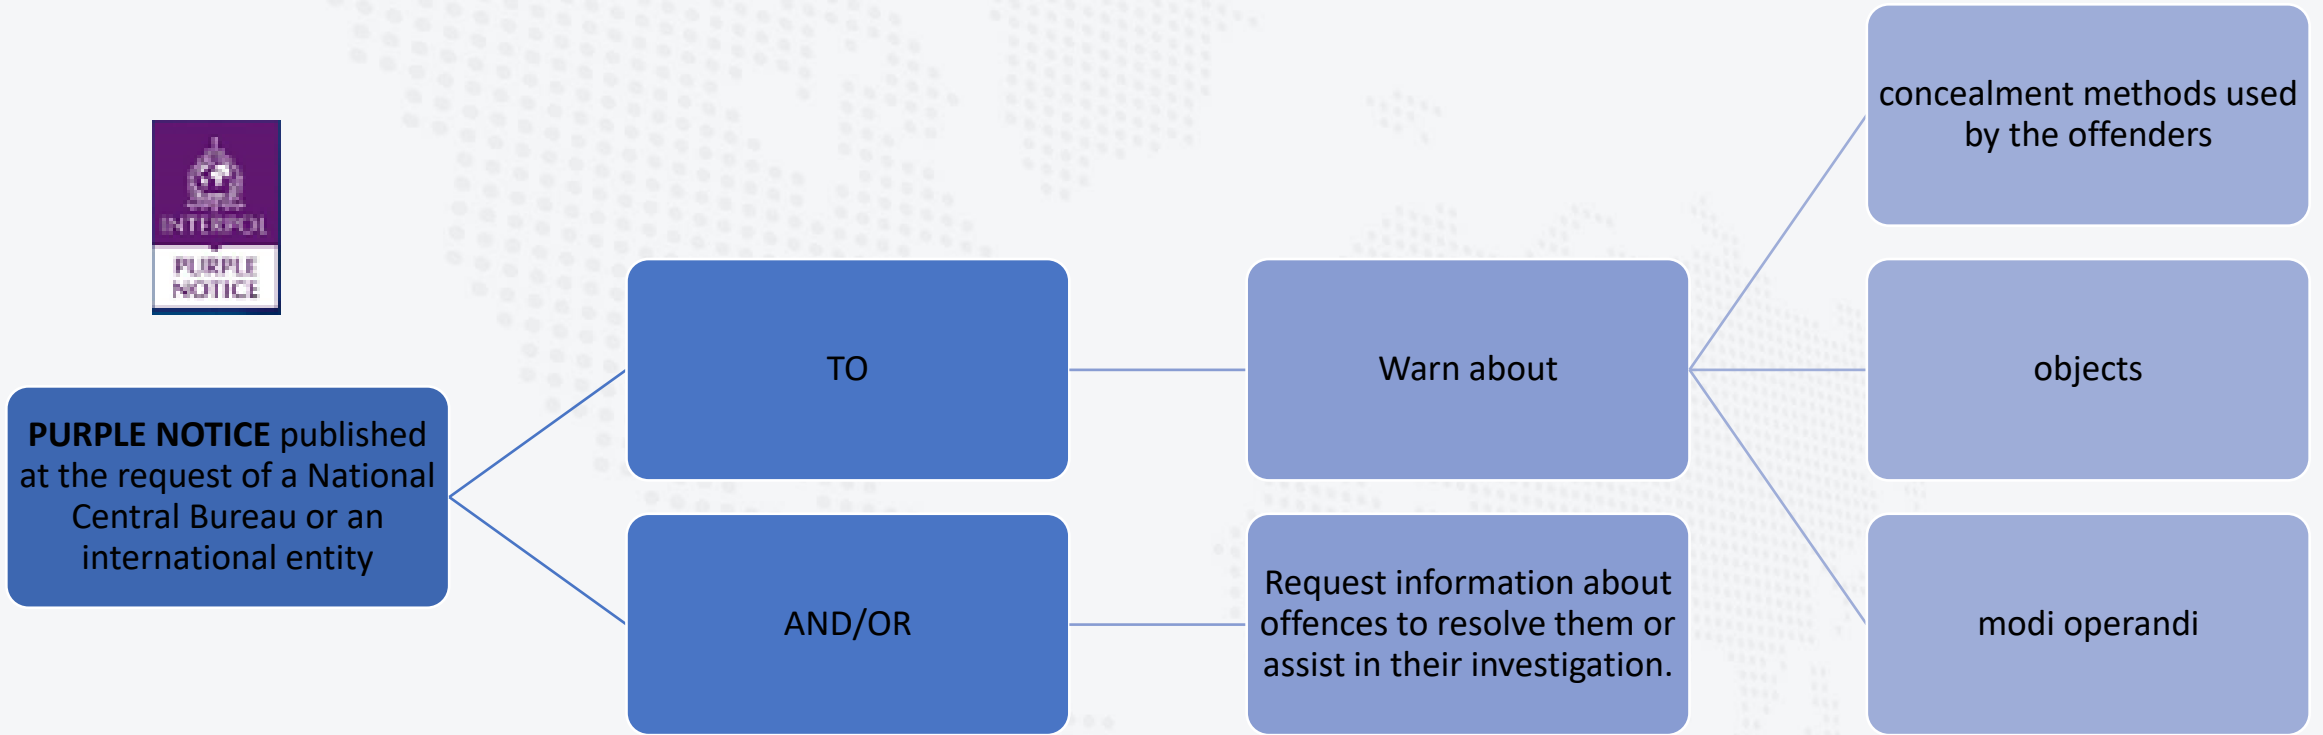 INTERPOL
PURPLE
NOTICE
PURPLE NOTICE published
at the request of a National
Central Bureau or an
international entity
TO
AND/OR
Warn about
Request information about
offences to resolve them or
assist in their investigation.
concealment methods used
by the offenders
objects
modi operandi